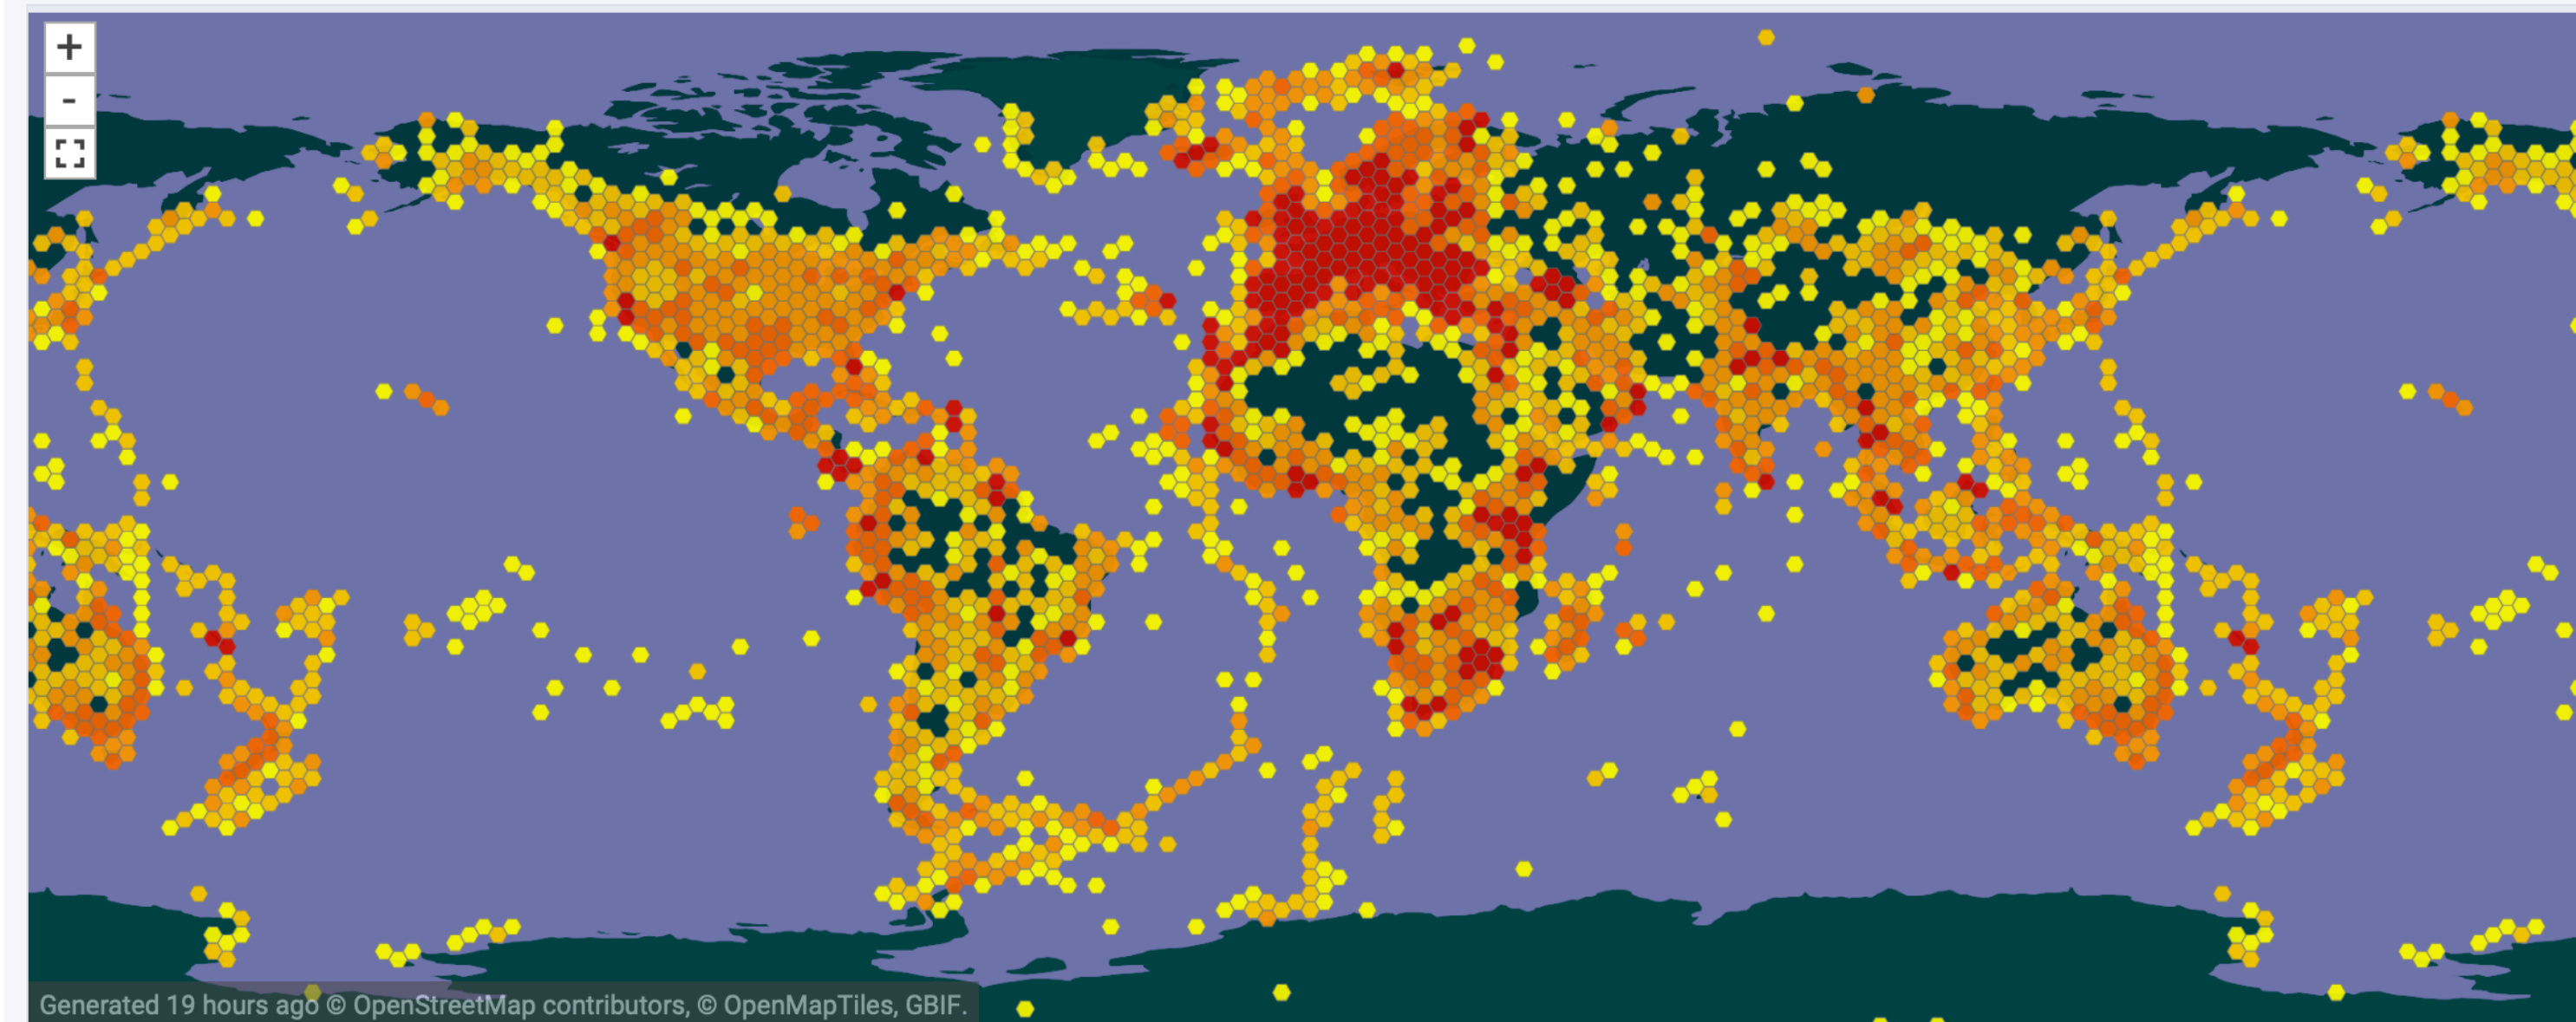 +
-
Generated 19 hours ago © OpenStreetMap contributors, © OpenMapTiles, GBIF.